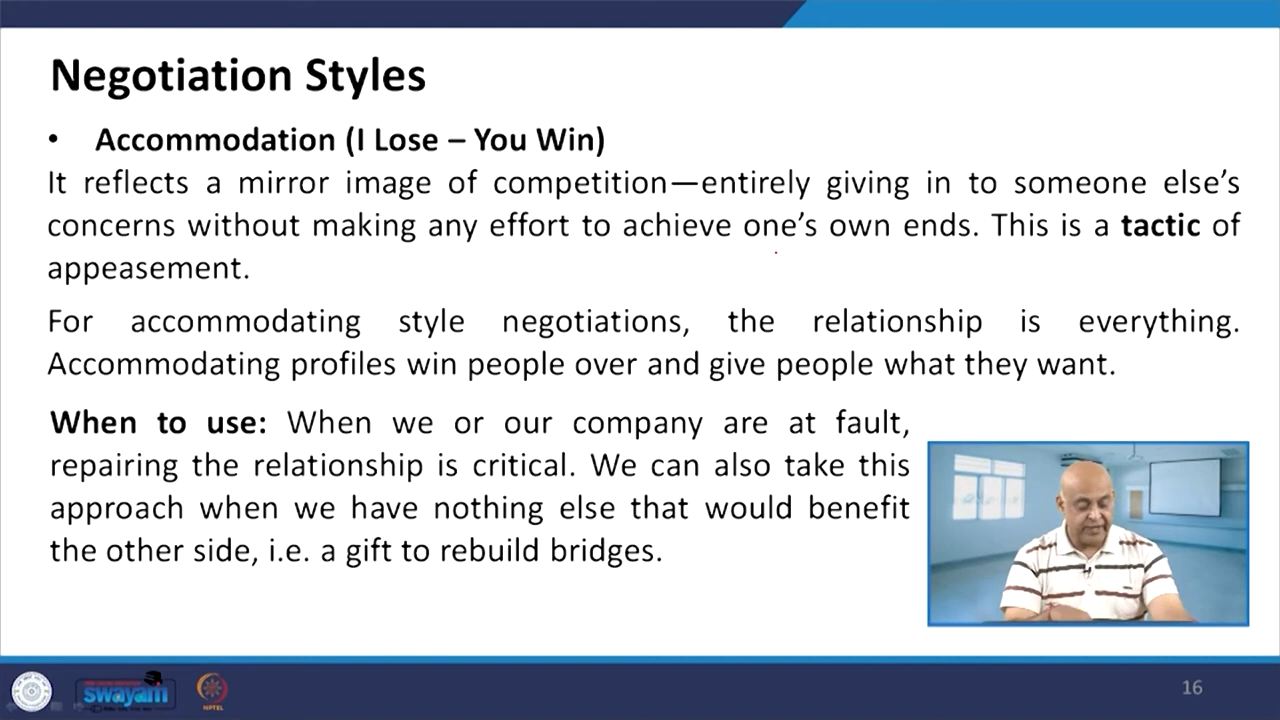 Negotiation Styles
• Accommodation (I Lose – You Win)
It reflects a mirror image of competition—entirely giving in to someone else’s
concerns without making any effort to achieve one’s own ends. This is a tactic of
appeasement.
For accommodating style negotiations, the relationship is everything.
Accommodating profiles win people over and give people what they want.
When to use: When we or our company are at fault,
repairing the relationship is critical. We can also take this
approach when we have nothing else that would benefit
the other side, i.e. a gift to rebuild bridges.
swayam
NPTEL
16